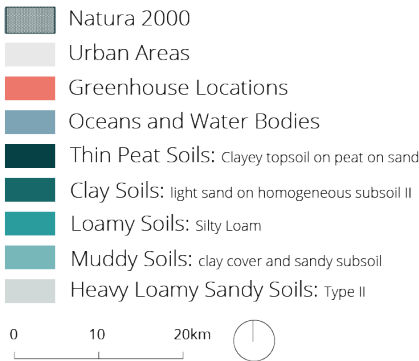 Natura 2000
Urban Areas
Greenhouse Locations
Oceans and Water Bodies
Thin Peat Soils: Clayey topsoil on peat on sand
Clay Soils: light sand on homogeneous subsoil II
Loamy Soils: Silty Loam
Muddy Soils: clay cover and sandy subsoil
Heavy Loamy Sandy Soils: Type II
0 10 20km